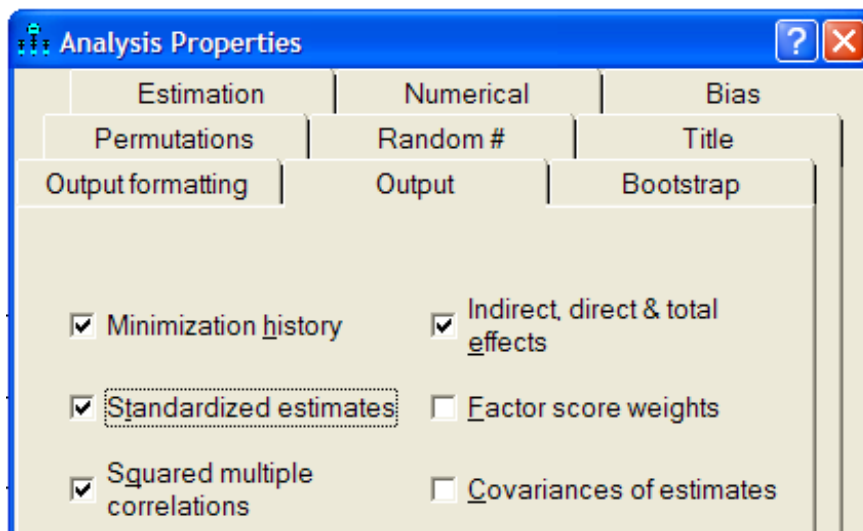 Analysis Properties
Estimation
Numerical
Bias
Permutations
Random #
Title
Output formatting
Output
Bootstrap
Minimization history
Indirect, direct & total
effects
Standardized estimates
Factor score weights
Squared multiple
correlations
Covariances of estimates